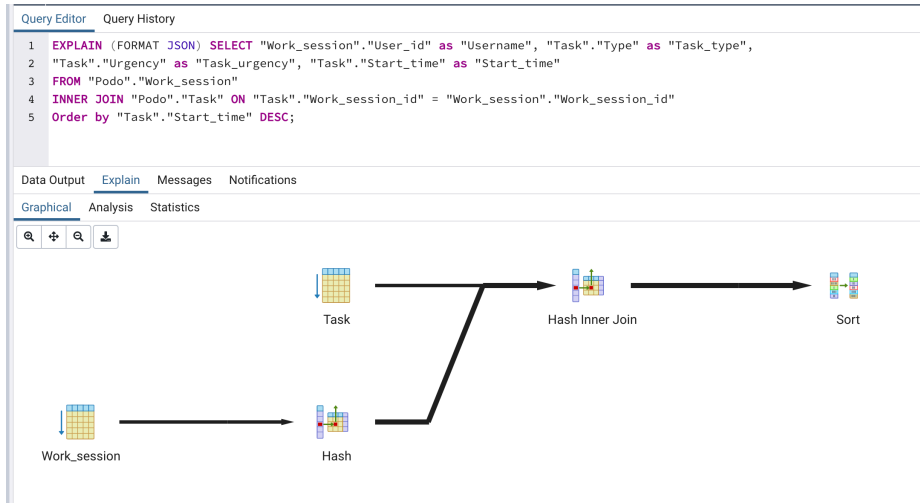 Query Editor Query History
1 EXPLAIN (FORMAT JSON) SELECT "Work_session"."User_id" as "Username", "Task"."Type" as "Task_type",
2 "Task"."Urgency" as "Task_urgency", "Task"."Start_time" as "Start_time"
3 FROM "Podo"."Work_session"
4 INNER JOIN "Podo"."Task" ON "Task"."Work_session_id" = "Work_session"."Work_session_id"
5 Order by "Task"."Start_time" DESC;
Data Output Explain Messages Notifications
Graphical Analysis Statistics
Task
Hash Inner Join
Sort
Work_session
Hash